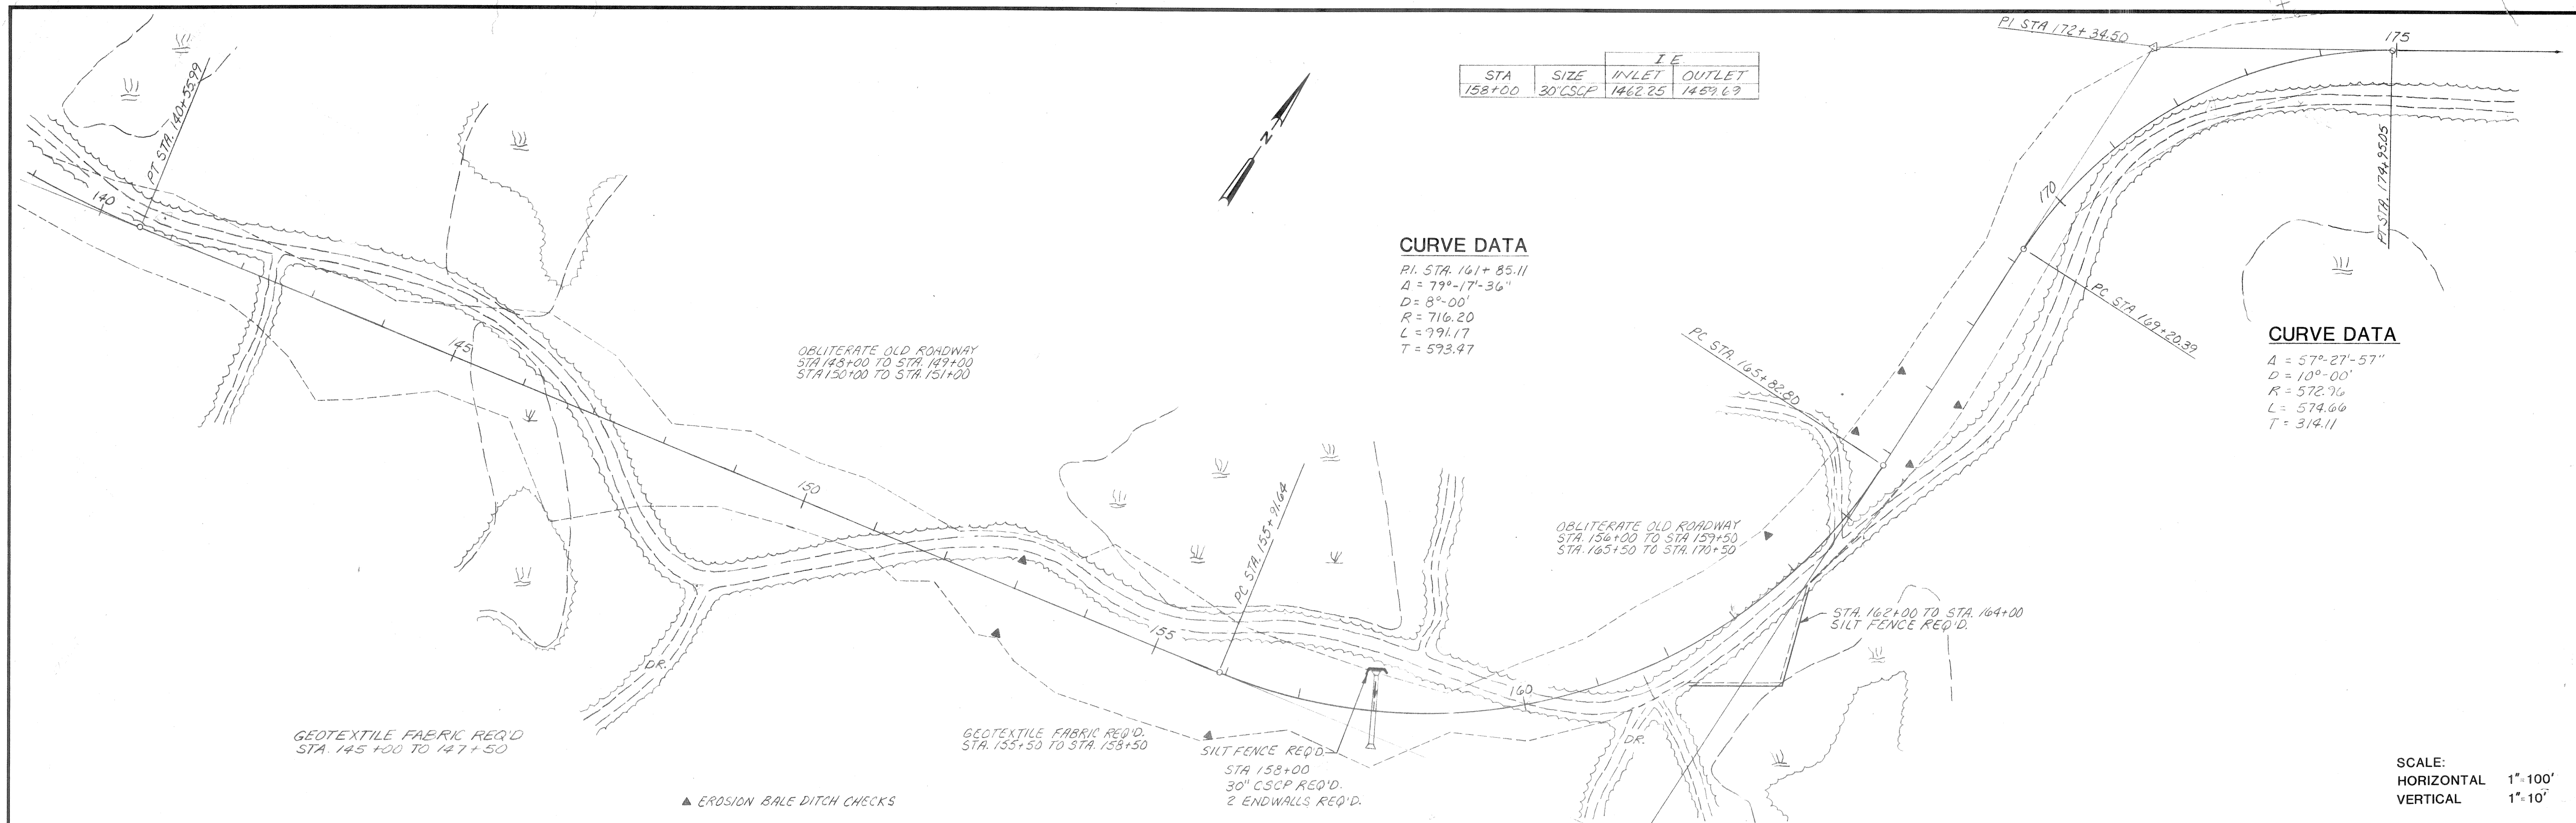 PI STA 172+34.50
175
I.E.
STA SIZE INLET OUTLET
158+00 30"CSCP 1462.25 1459.69
PT STA. 140+55.99
140
N
PT STA. 174+95.05
170
CURVE DATA
P.I. STA. 161+85.11
Δ = 79°-17'-36"
D = 8°-00'
R = 716.20
L = 991.17
T = 593.47
PC STA 169+20.39
CURVE DATA
Δ = 57°-27'-57"
D = 10°-00'
R = 572.96
L = 574.66
T = 314.11
145
OBLITERATE OLD ROADWAY
STA 148+00 TO STA. 149+00
STA 150+00 TO STA. 151+00
PC STA. 165+82.80
150
PC STA. 155+91.64
OBLITERATE OLD ROADWAY
STA. 156+00 TO STA 159+50
STA. 165+50 TO STA. 170+50
155
STA. 162+00 TO STA. 164+00
SILT FENCE REQ'D.
DR.
160
DR.
GEOTEXTILE FABRIC REQ'D
STA. 145+00 TO 147+50
GEOTEXTILE FABRIC REQ'D.
STA. 155+50 TO STA. 158+50
SILT FENCE REQ'D
STA 158+00
30" CSCP REQ'D.
2 ENDWALLS REQ'D.
▲ EROSION BALE DITCH CHECKS
SCALE:
HORIZONTAL 1"=100'
VERTICAL 1"=10'